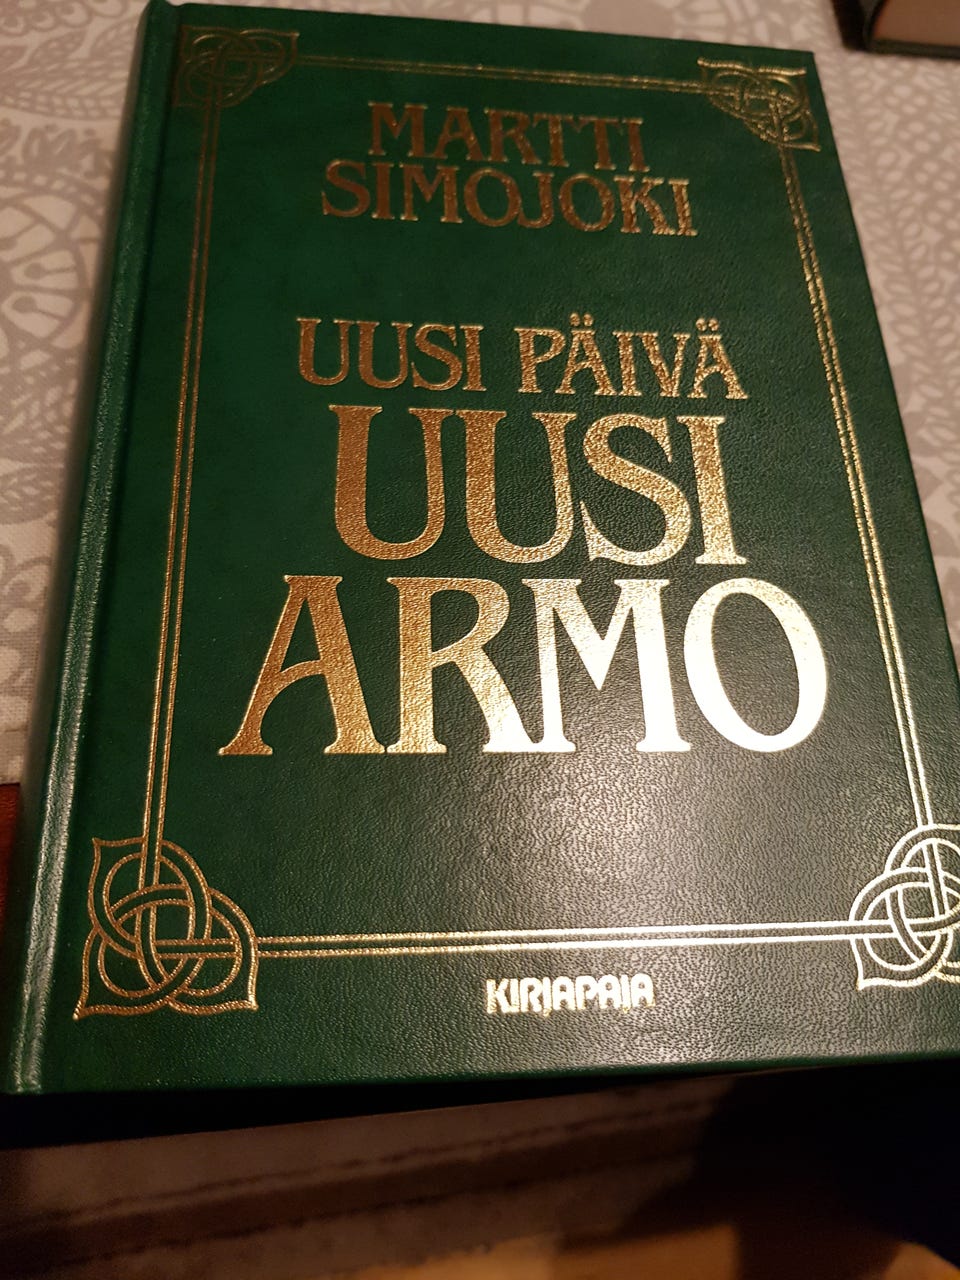 MARTTI
SIMOJOKI
UUSI PÄIVÄ
UUSI
ARMO
KIRJAPAJA